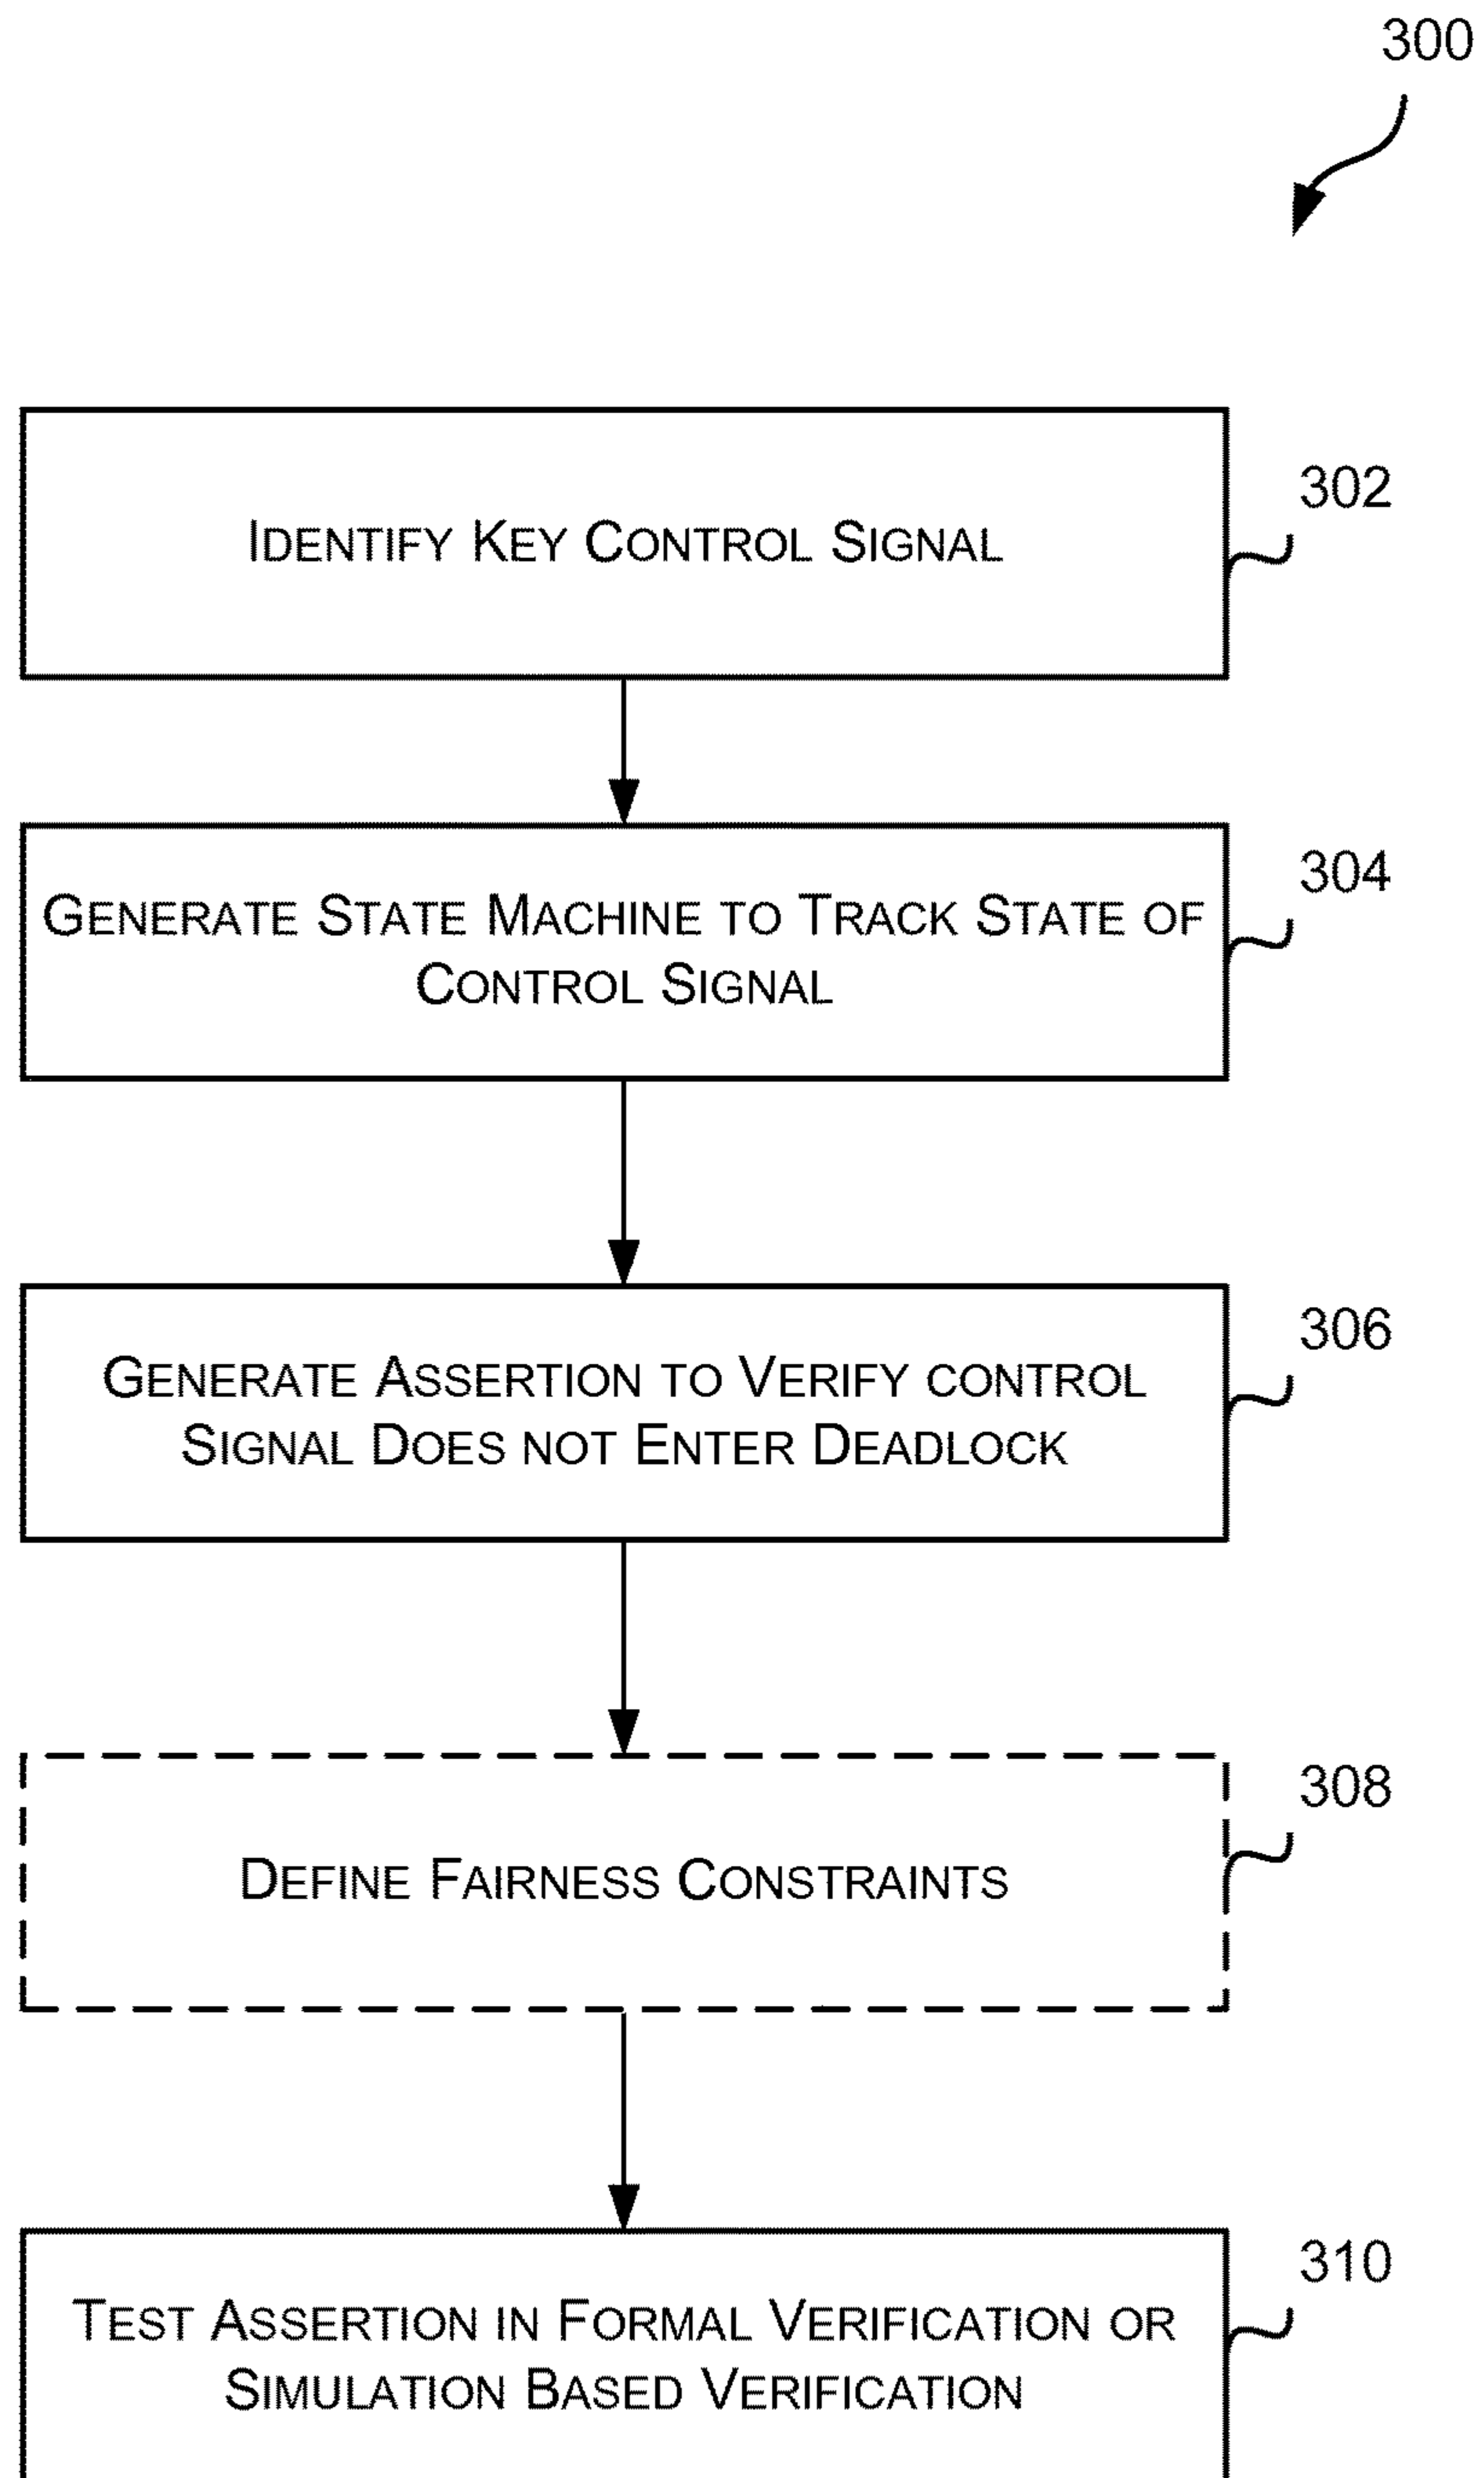 300
IDENTIFY KEY CONTROL SIGNAL
302
GENERATE STATE MACHINE TO TRACK STATE OF
CONTROL SIGNAL
304
GENERATE ASSERTION TO VERIFY CONTROL
SIGNAL DOES NOT ENTER DEADLOCK
306
DEFINE FAIRNESS CONSTRAINTS
308
TEST ASSERTION IN FORMAL VERIFICATION OR
SIMULATION BASED VERIFICATION
310